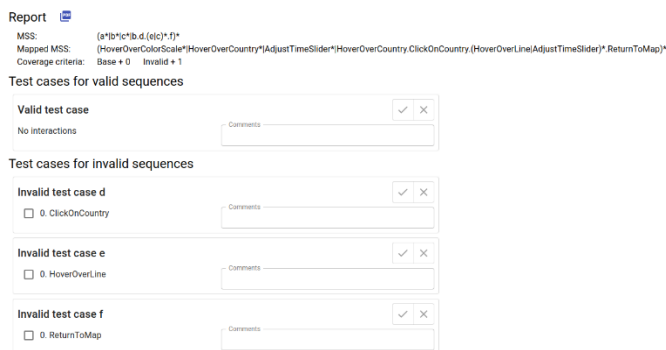 Report
MSS: (a*|b*|c*|b.d.(e|c)*.f)*
Mapped MSS: (HoverOverColorScale*|HoverOverCountry*|AdjustTimeSlider*|HoverOverCountry.ClickOnCountry.(HoverOverLine|AdjustTimeSlider)*.ReturnToMap)*
Coverage criteria: Base + 0 Invalid + 1
Test cases for valid sequences
Valid test case
No interactions
Comments
Test cases for invalid sequences
Invalid test case d
0. ClickOnCountry
Comments
Invalid test case e
0. HoverOverLine
Comments
Invalid test case f
0. ReturnToMap
Comments